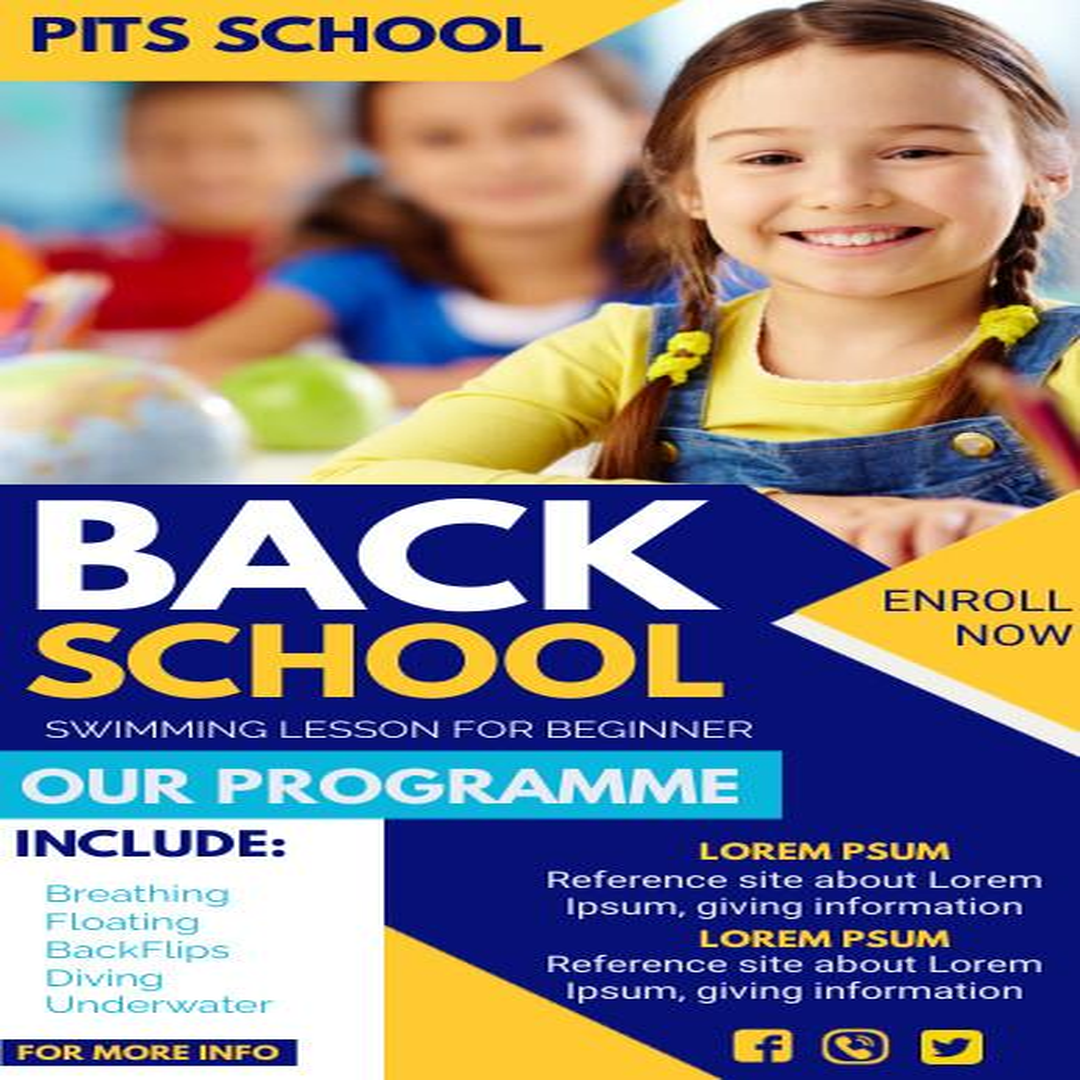 PITS SCHOOL
BACK
SCHOOL
SWIMMING LESSON FOR BEGINNER
ENROLL
NOW
OUR PROGRAMME
INCLUDE:
Breathing
Floating
BackFlips
Diving
Underwater
FOR MORE INFO
LOREM PSUM
Reference site about Lorem
Ipsum, giving information
LOREM PSUM
Reference site about Lorem
Ipsum, giving information